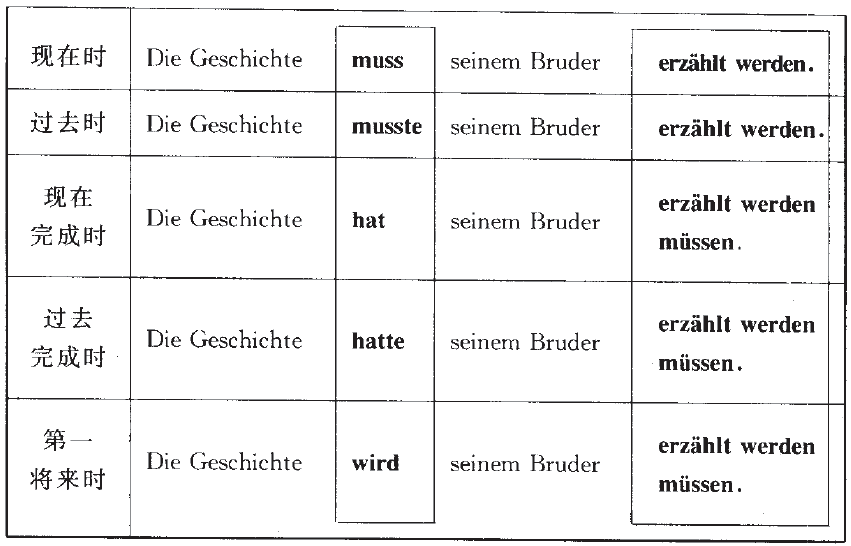 现在时 Die Geschichte muss seinem Bruder erzählt werden.
过去时 Die Geschichte musste seinem Bruder erzählt werden.
现在
完成时 Die Geschichte hat seinem Bruder erzählt werden
müssen.
过去
完成时 Die Geschichte hatte seinem Bruder erzählt werden
müssen.
第一
将来时 Die Geschichte wird seinem Bruder erzählt werden
müssen.